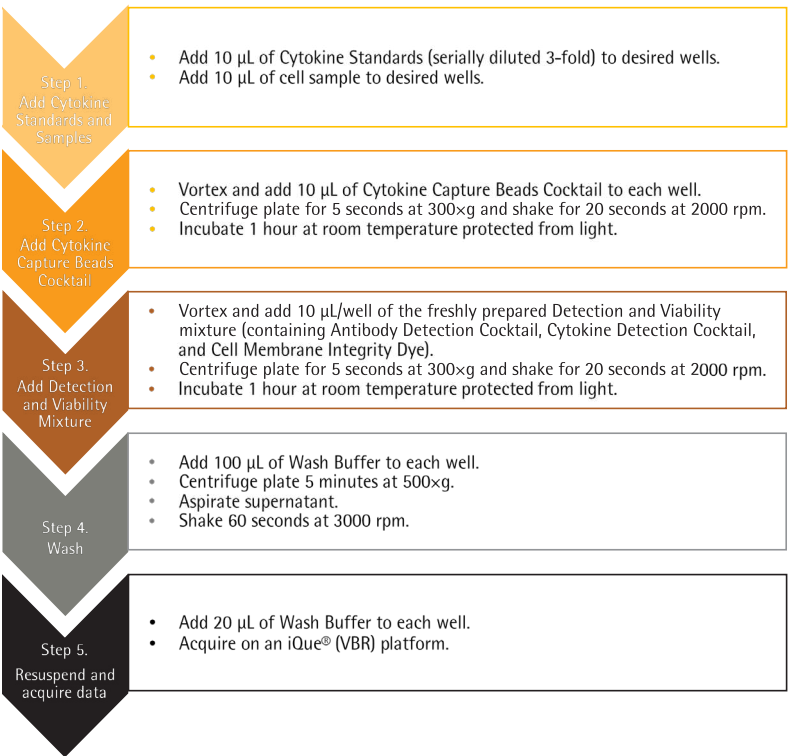 Step 1.
Add Cytokine
Standards and
Samples
• Add 10 µL of Cytokine Standards (serially diluted 3-fold) to desired wells.
• Add 10 µL of cell sample to desired wells.
Step 2.
Add Cytokine
Capture Beads
Cocktail
• Vortex and add 10 µL of Cytokine Capture Beads Cocktail to each well.
• Centrifuge plate for 5 seconds at 300×g and shake for 20 seconds at 2000 rpm.
• Incubate 1 hour at room temperature protected from light.
Step 3.
Add Detection
and Viability
Mixture
• Vortex and add 10 µL/well of the freshly prepared Detection and Viability
mixture (containing Antibody Detection Cocktail, Cytokine Detection Cocktail,
and Cell Membrane Integrity Dye).
• Centrifuge plate for 5 seconds at 300×g and shake for 20 seconds at 2000 rpm.
• Incubate 1 hour at room temperature protected from light.
Step 4.
Wash
• Add 100 µL of Wash Buffer to each well.
• Centrifuge plate 5 minutes at 500×g.
• Aspirate supernatant.
• Shake 60 seconds at 3000 rpm.
Step 5.
Resuspend and
acquire data
• Add 20 µL of Wash Buffer to each well.
• Acquire on an iQue® (VBR) platform.